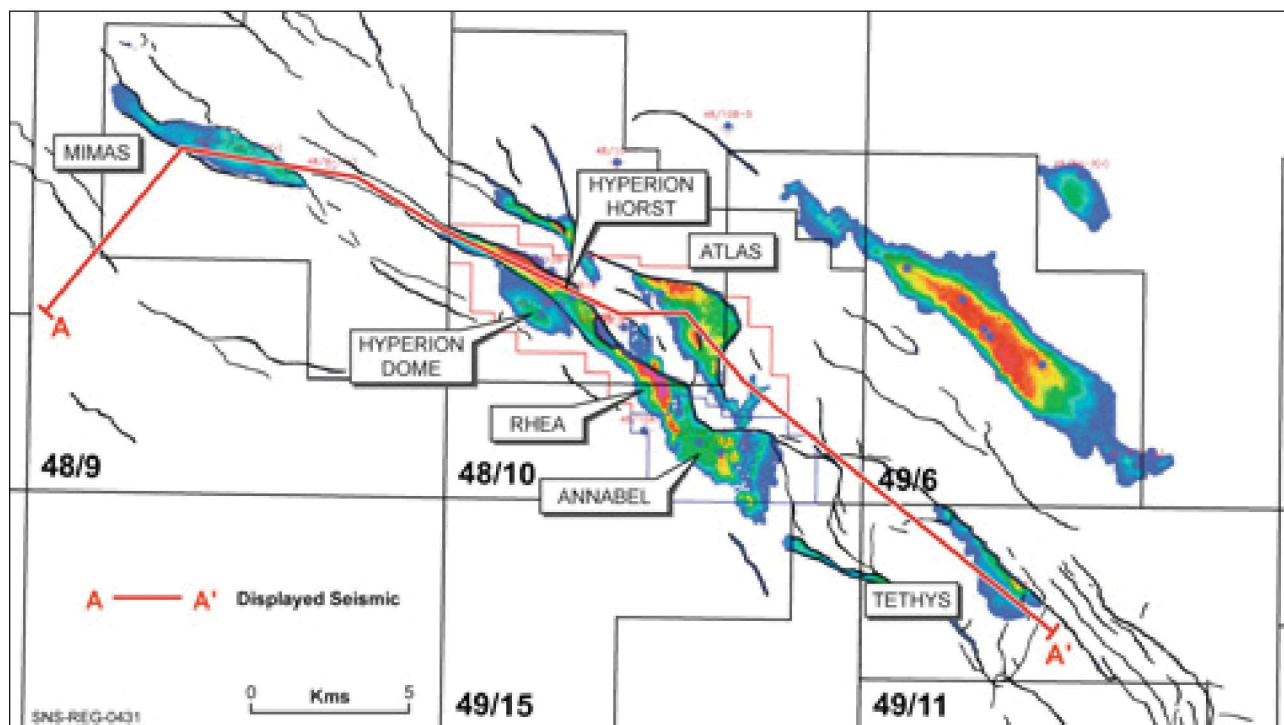 MIMAS
HYPERION
HORST
ATLAS
HYPERION
DOME
RHEA
ANNABEL
A
48/9
48/10
49/6
A A' Displayed Seismic
TETHYS
A'
0 5
Kms
49/15
49/11
SNS-REG-0431